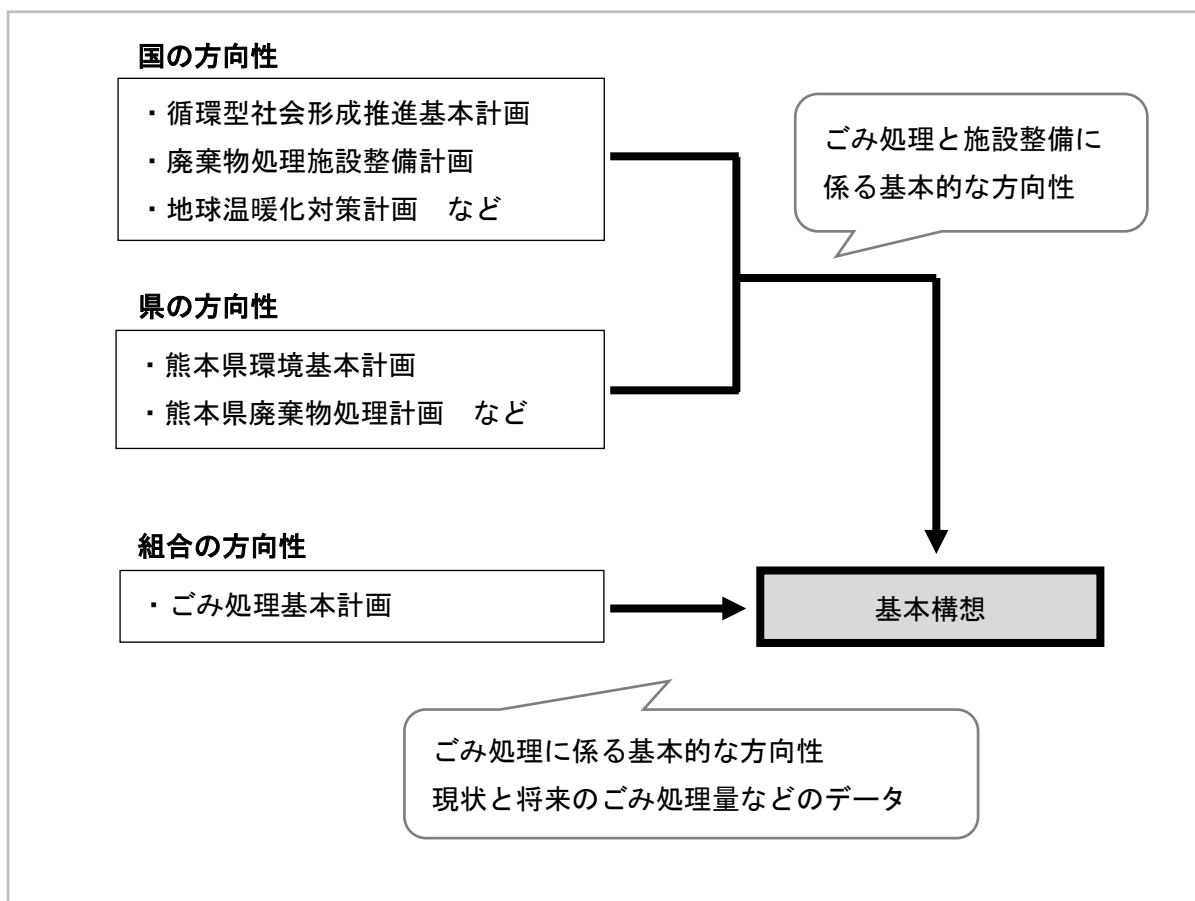 国の方向性
・循環型社会形成推進基本計画
・廃棄物処理施設整備計画
・地球温暖化対策計画　など
ごみ処理と施設整備に
係る基本的な方向性
県の方向性
・熊本県環境基本計画
・熊本県廃棄物処理計画　など
組合の方向性
・ごみ処理基本計画
基本構想
ごみ処理に係る基本的な方向性
現状と将来のごみ処理量などのデータ